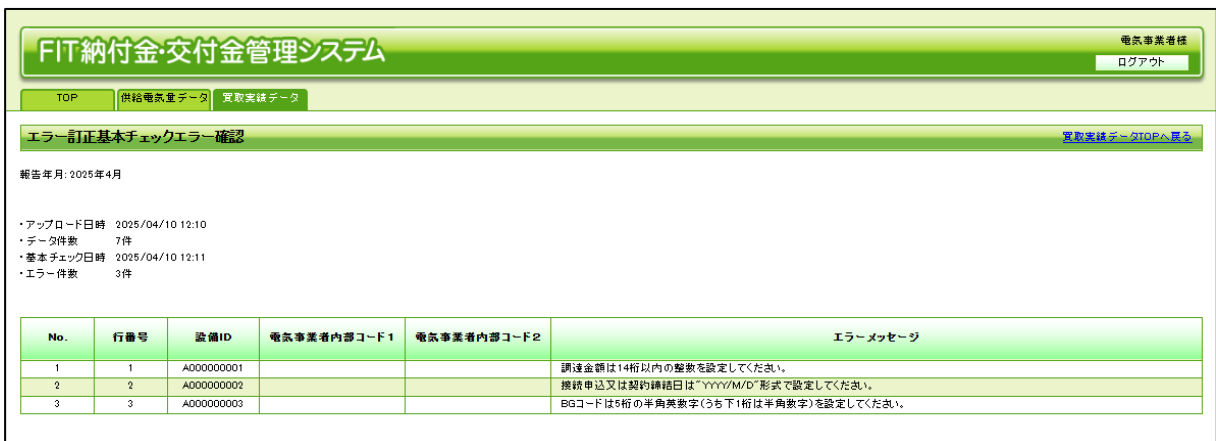 FIT納付金・交付金管理システム
電気事業者様
ログアウト
TOP 供給電気量データ 買取実績データ
エラー訂正基本チェックエラー確認 買取実績データTOPへ戻る
報告年月:2025年4月
・アップロード日時 2025/04/10 12:10
・データ件数 7件
・基本チェック日時 2025/04/10 12:11
・エラー件数 3件
No. 行番号 設備ID 電気事業者内部コード1 電気事業者内部コード2 エラーメッセージ
1 1 A000000001 調達金額は14桁以内の整数を設定してください。
2 2 A000000002 接続申込又は契約締結日は"YYYY/M/D"形式で設定してください。
3 3 A000000003 BGコードは5桁の半角英数字(うち下1桁は半角数字)を設定してください。